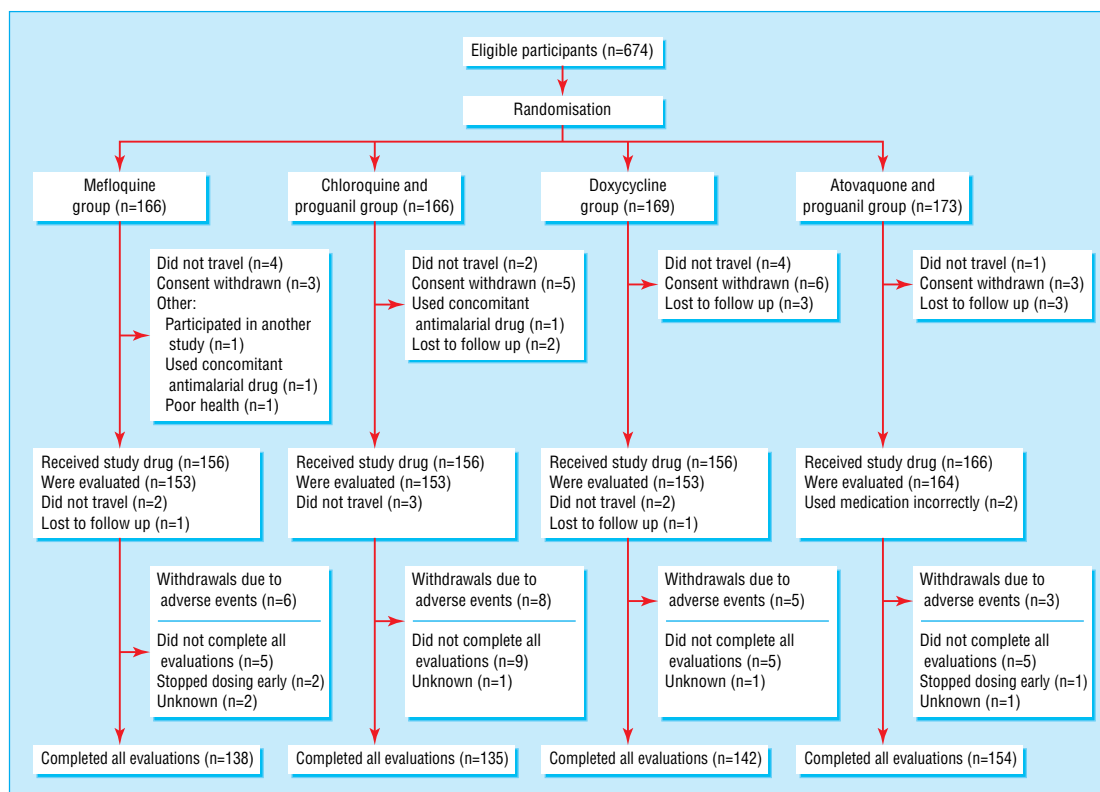 Eligible participants (n=674)
Randomisation
Mefloquine
group (n=166)
Chloroquine and
proguanil group (n=166)
Doxycycline
group (n=169)
Atovaquone and
proguanil group (n=173)
Did not travel (n=4)
Consent withdrawn (n=3)
Other:
Participated in another
study (n=1)
Used concomitant
antimalarial drug (n=1)
Poor health (n=1)
Did not travel (n=2)
Consent withdrawn (n=5)
Used concomitant
antimalarial drug (n=1)
Lost to follow up (n=2)
Did not travel (n=4)
Consent withdrawn (n=6)
Lost to follow up (n=3)
Did not travel (n=1)
Consent withdrawn (n=3)
Lost to follow up (n=3)
Received study drug (n=156)
Were evaluated (n=153)
Did not travel (n=2)
Lost to follow up (n=1)
Received study drug (n=156)
Were evaluated (n=153)
Did not travel (n=3)
Received study drug (n=156)
Were evaluated (n=153)
Did not travel (n=2)
Lost to follow up (n=1)
Received study drug (n=166)
Were evaluated (n=164)
Used medication incorrectly (n=2)
Withdrawals due to
adverse events (n=6)
Did not complete all
evaluations (n=5)
Stopped dosing early (n=2)
Unknown (n=2)
Withdrawals due to
adverse events (n=8)
Did not complete all
evaluations (n=9)
Unknown (n=1)
Withdrawals due to
adverse events (n=5)
Did not complete all
evaluations (n=5)
Unknown (n=1)
Withdrawals due to
adverse events (n=3)
Did not complete all
evaluations (n=5)
Stopped dosing early (n=1)
Unknown (n=1)
Completed all evaluations (n=138)
Completed all evaluations (n=135)
Completed all evaluations (n=142)
Completed all evaluations (n=154)